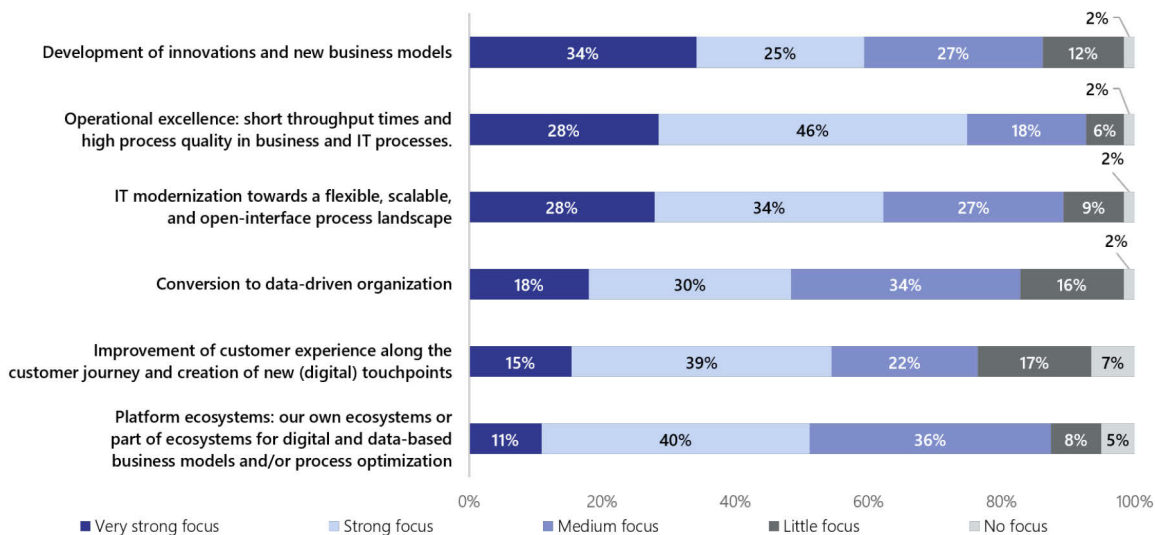 2%
Development of innovations and new business models
34% 25% 27% 12%
2%
Operational excellence: short throughput times and
high process quality in business and IT processes.
28% 46% 18% 6%
2%
IT modernization towards a flexible, scalable,
and open-interface process landscape
28% 34% 27% 9%
2%
Conversion to data-driven organization
18% 30% 34% 16%
Improvement of customer experience along the
customer journey and creation of new (digital) touchpoints
15% 39% 22% 17% 7%
Platform ecosystems: our own ecosystems or
part of ecosystems for digital and data-based
business models and/or process optimization
11% 40% 36% 8% 5%
0% 20% 40% 60% 80% 100%
Very strong focus Strong focus Medium focus Little focus No focus